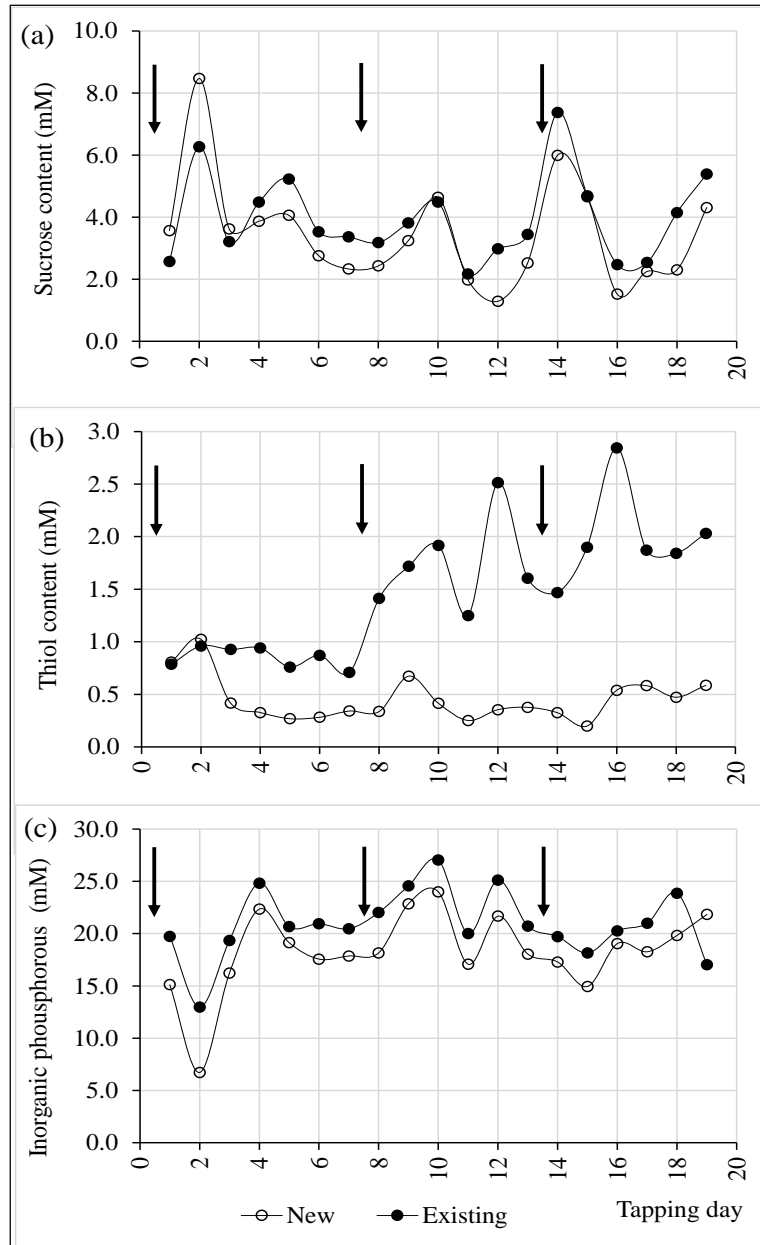 (a)
Sucrose content (mM)
10.0
8.0
6.0
4.0
2.0
0.0
0 2 4 6 8 10 12 14 16 18 20
(b)
Thiol content (mM)
3.0
2.5
2.0
1.5
1.0
0.5
0.0
0 2 4 6 8 10 12 14 16 18 20
(c)
Inorganic phousphorous (mM)
30.0
25.0
20.0
15.0
10.0
5.0
0.0
0 2 4 6 8 10 12 14 16 18 20
New Existing Tapping day